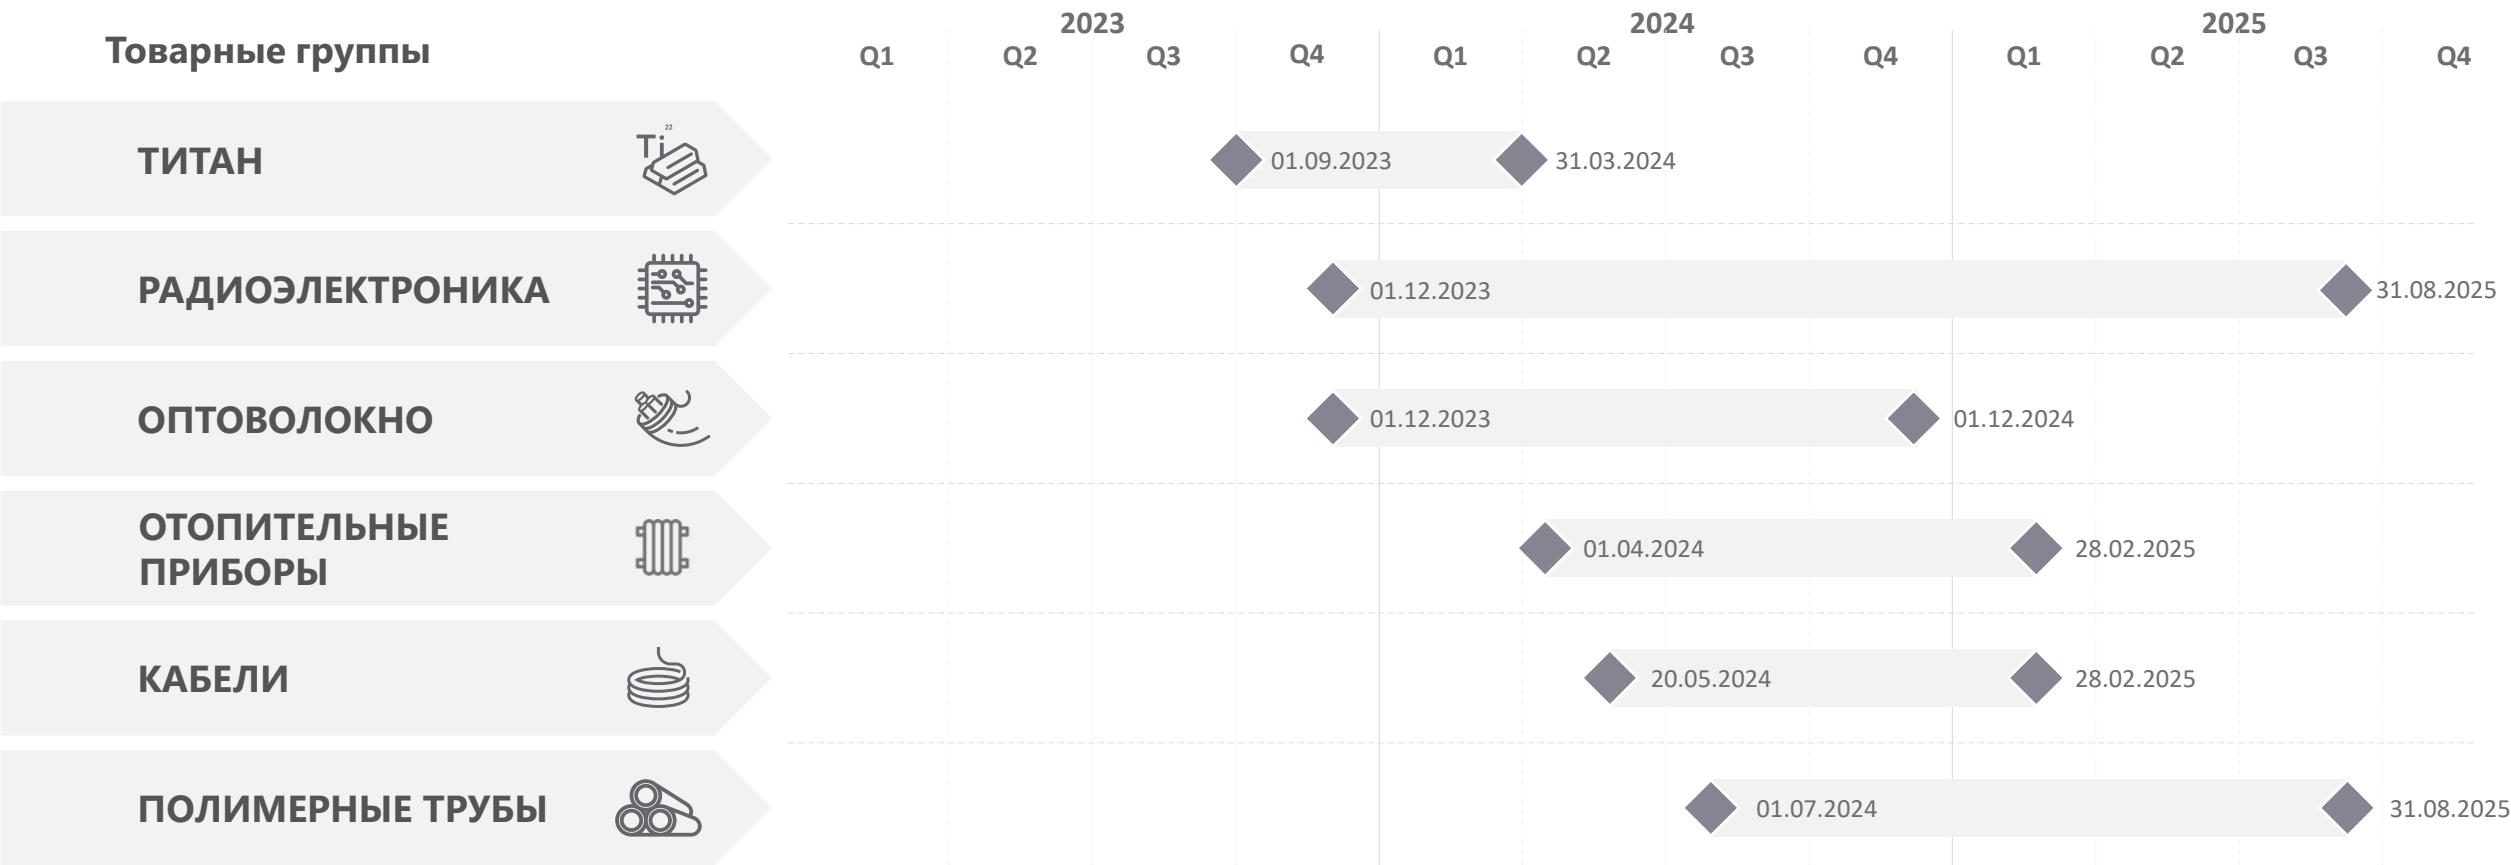 Товарные группы
2023
2024
2025
Q1 Q2 Q3 Q4 Q1 Q2 Q3 Q4 Q1 Q2 Q3 Q4
ТИТАН
Ti 22
01.09.2023 31.03.2024
РАДИОЭЛЕКТРОНИКА
01.12.2023 31.08.2025
ОПТОВОЛОКНО
01.12.2023 01.12.2024
ОТОПИТЕЛЬНЫЕ
ПРИБОРЫ
01.04.2024 28.02.2025
КАБЕЛИ
20.05.2024 28.02.2025
ПОЛИМЕРНЫЕ ТРУБЫ
01.07.2024 31.08.2025